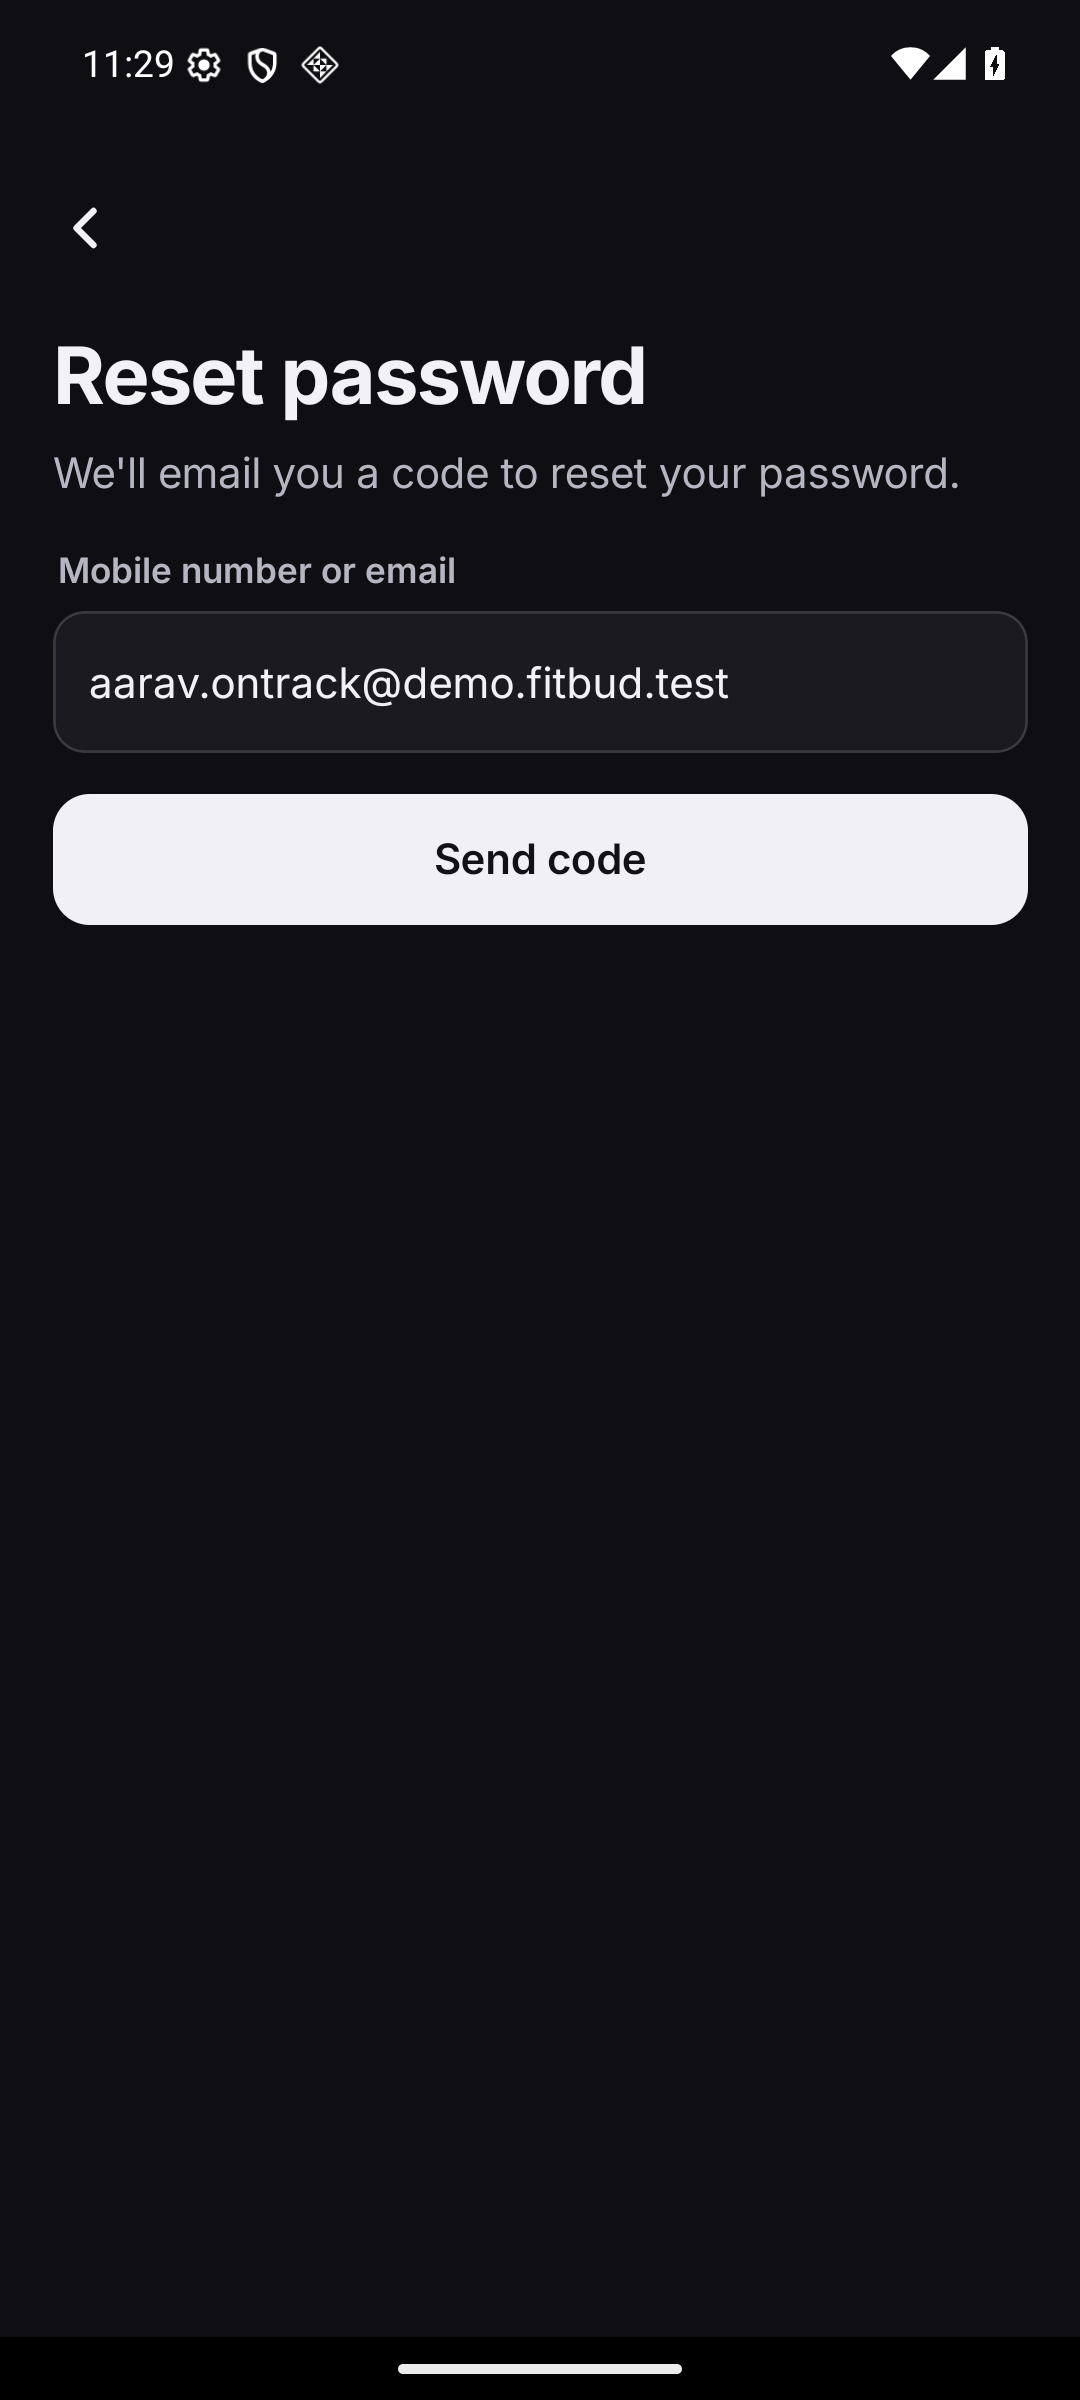 11:29
Reset password
We'll email you a code to reset your password.
Mobile number or email
aarav.ontrack@demo.fitbud.test
Send code